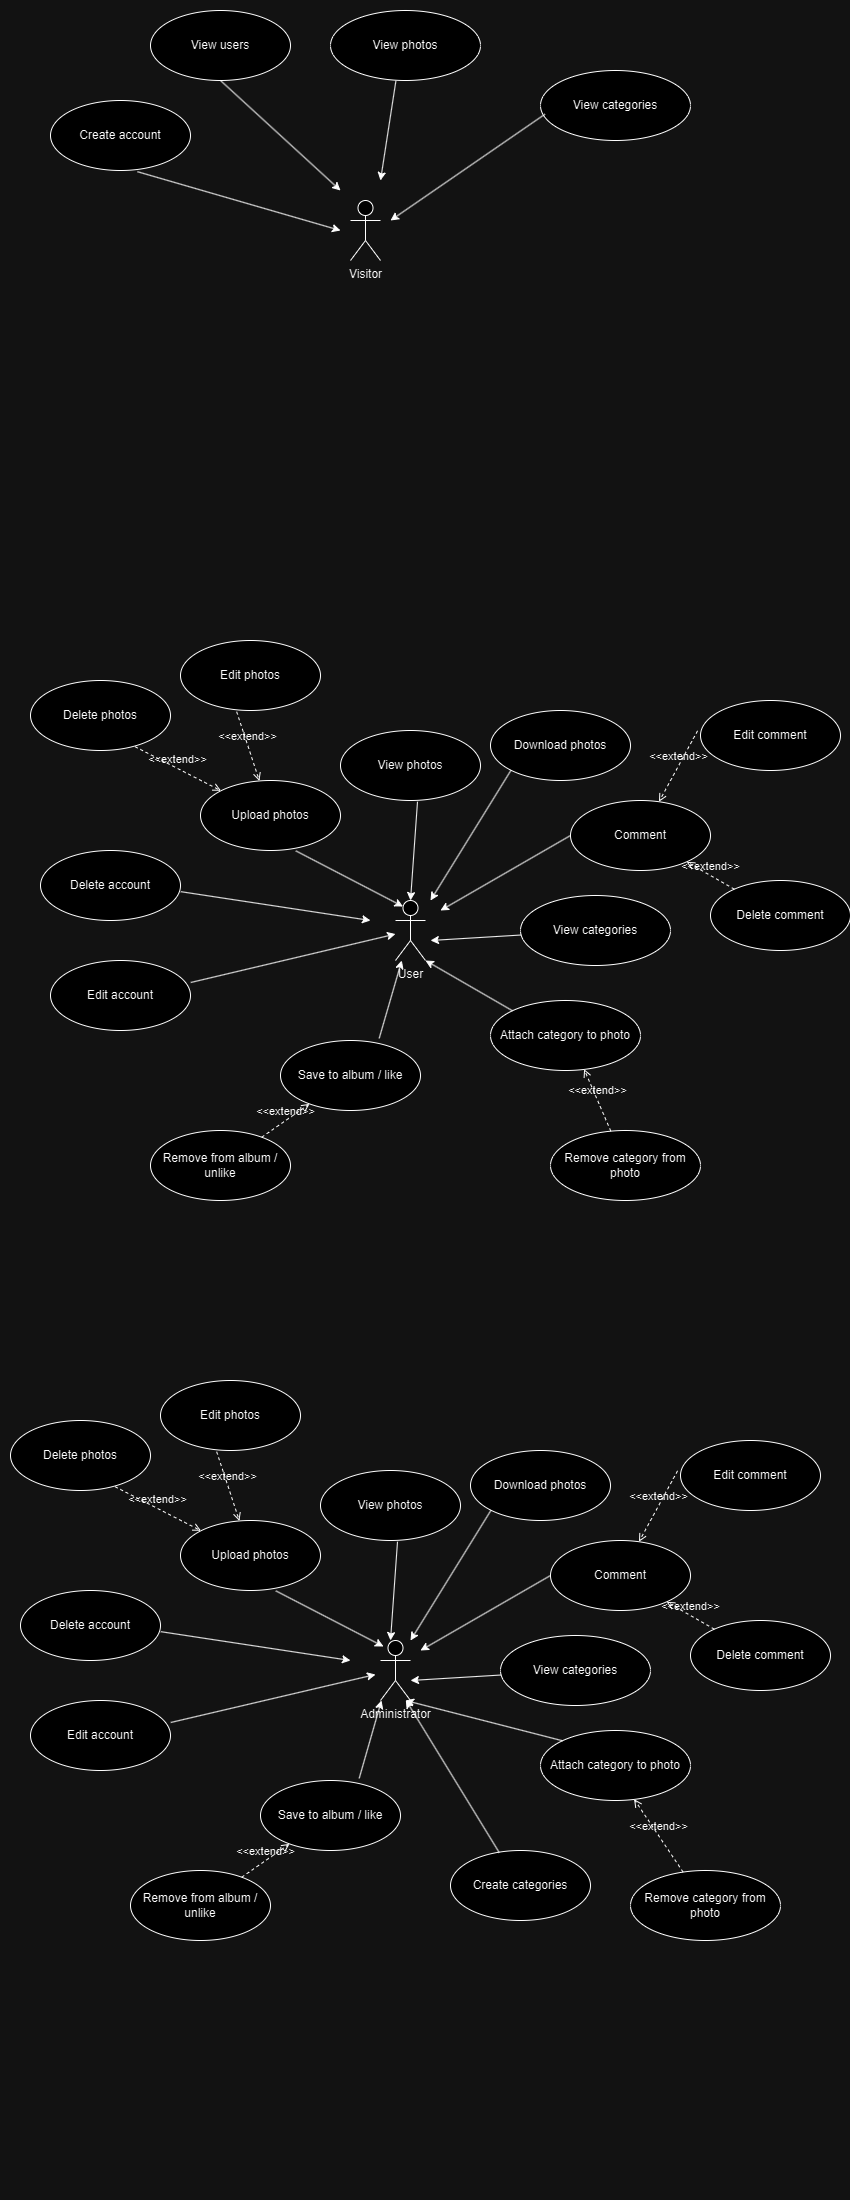 View users
View photos
View categories
Create account
Visitor
Edit photos
Delete photos
<<extend>>
<<extend>>
Download photos
Edit comment
<<extend>>
View photos
Upload photos
Comment
<<extend>>
Delete account
Delete comment
View categories
User
Edit account
Attach category to photo
Save to album / like
<<extend>>
<<extend>>
Remove from album /
unlike
Remove category from
photo
Edit photos
Delete photos
<<extend>>
<<extend>>
Download photos
Edit comment
<<extend>>
View photos
Upload photos
Comment
<<extend>>
Delete account
Delete comment
View categories
Administrator
Edit account
Attach category to photo
Save to album / like
<<extend>>
<<extend>>
Create categories
Remove from album /
unlike
Remove category from
photo